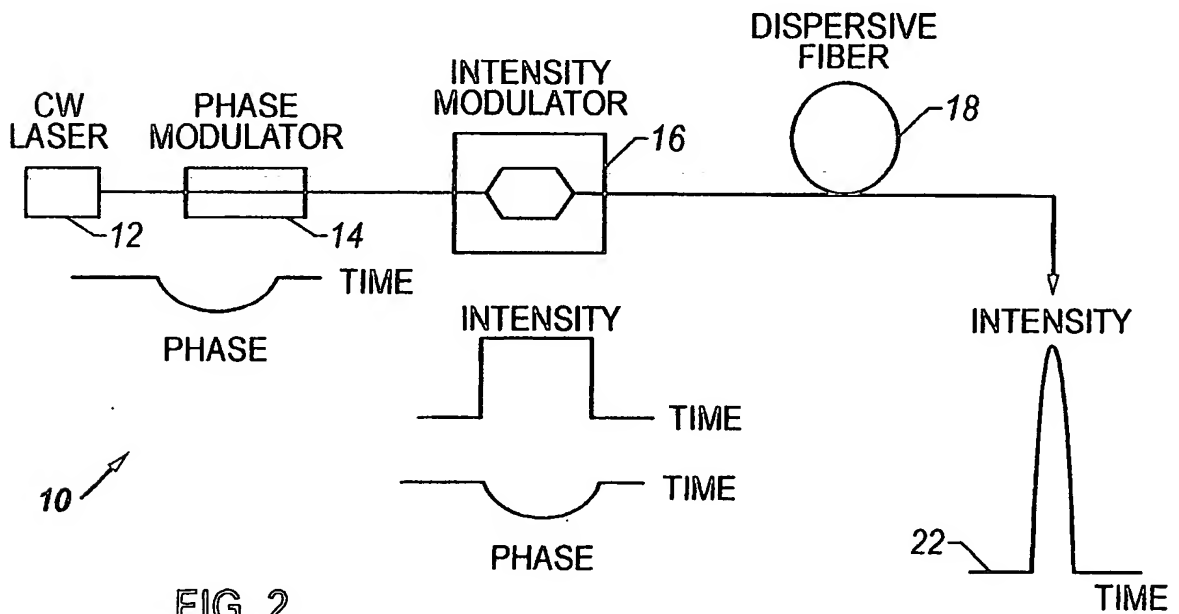 DISPERSIVE
FIBER
18
INTENSITY
MODULATOR
16
CW
LASER
PHASE
MODULATOR
12
14
TIME
PHASE
INTENSITY
TIME
TIME
PHASE
INTENSITY
22
TIME
10
FIG. 2